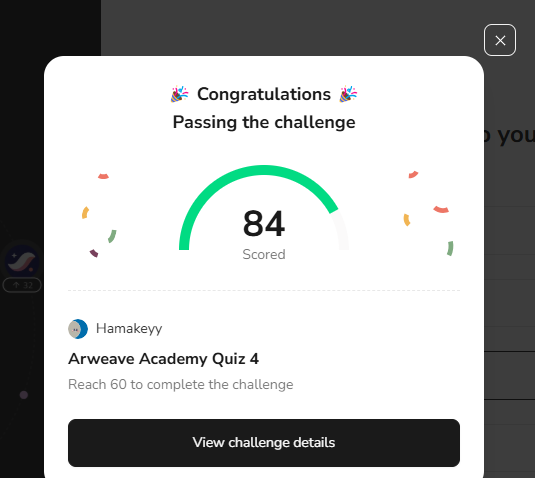 🎉 Congratulations 🎉
Passing the challenge
o you
84
Scored
32
Hamakeyy
Arweave Academy Quiz 4
Reach 60 to complete the challenge
View challenge details